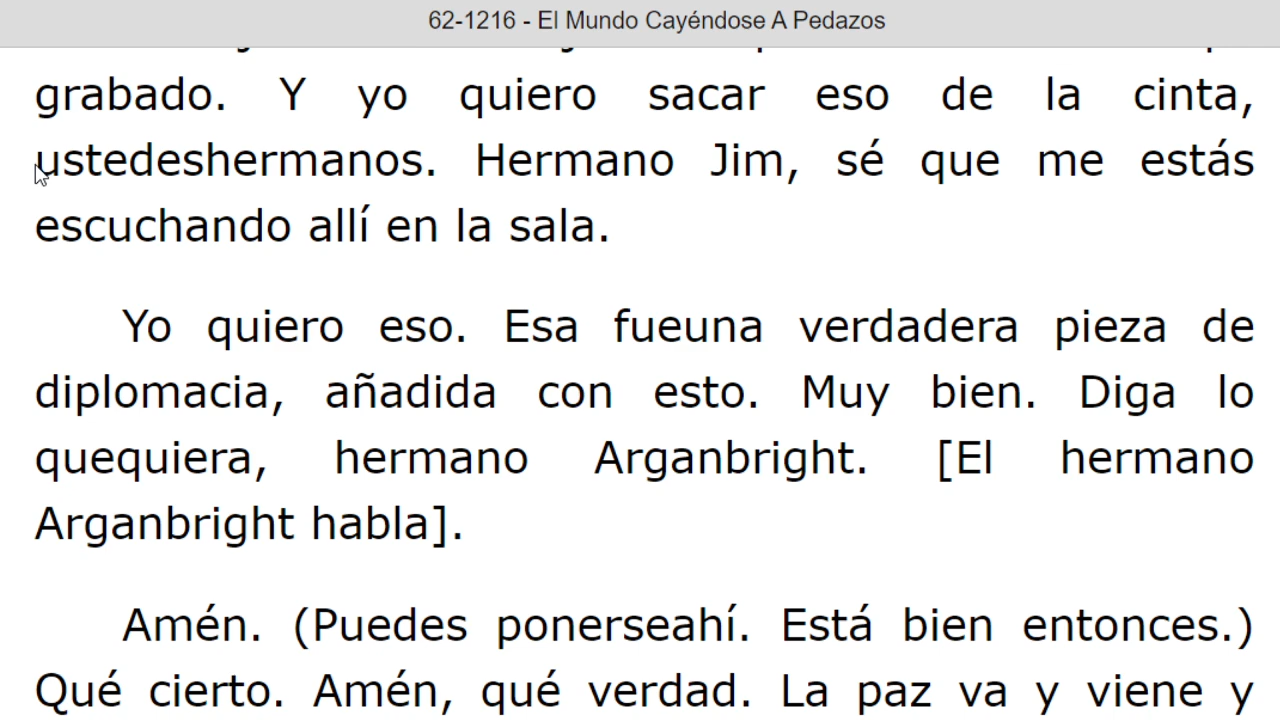 62-1216 - El Mundo Cayéndose A Pedazos
grabado. Y yo quiero sacar eso de la cinta,
ustedeshermanos. Hermano Jim, sé que me estás
escuchando allí en la sala.
Yo quiero eso. Esa fueuna verdadera pieza de
diplomacia, añadida con esto. Muy bien. Diga lo
quequiera, hermano Arganbright. [El hermano
Arganbright habla].
Amén. (Puedes ponerseahí. Está bien entonces.)
Qué cierto. Amén, qué verdad. La paz va y viene y